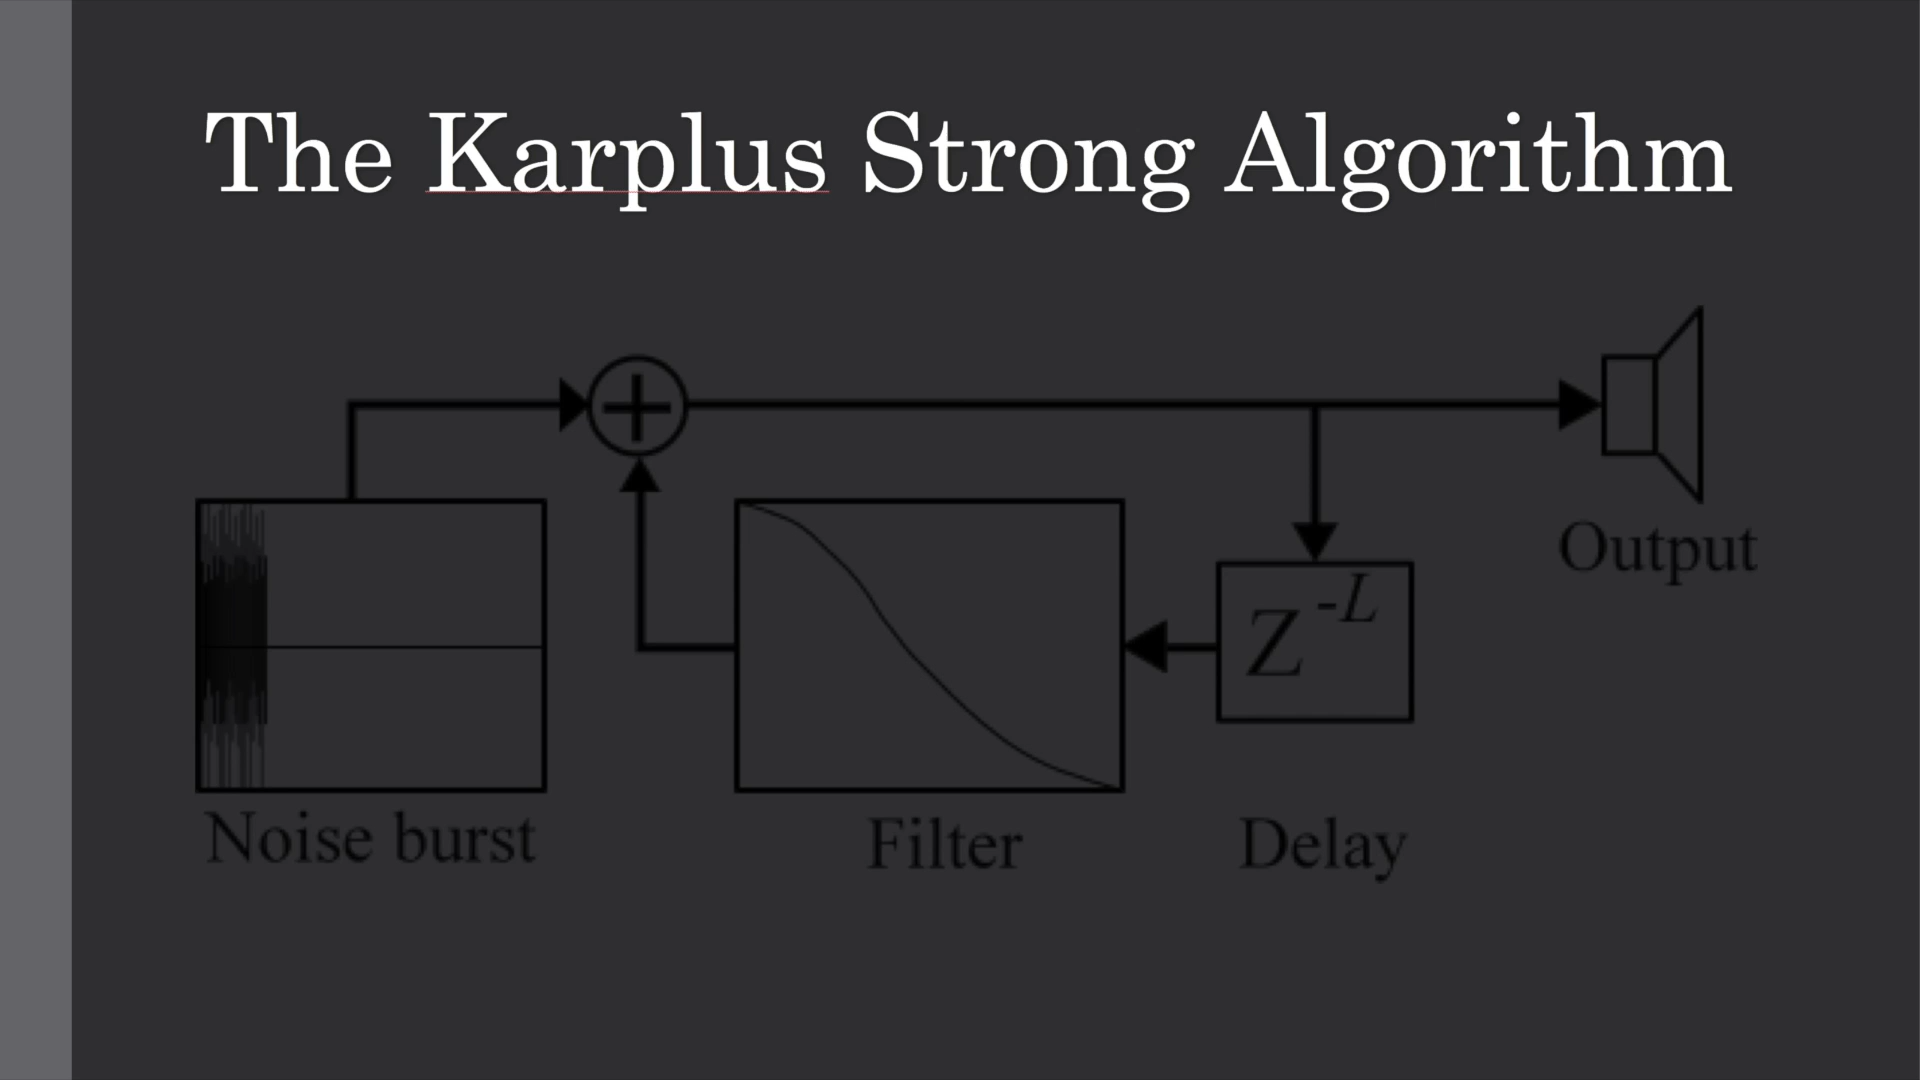 The Karplus Strong Algorithm
Output
Z -L
Noise burst
Filter
Delay